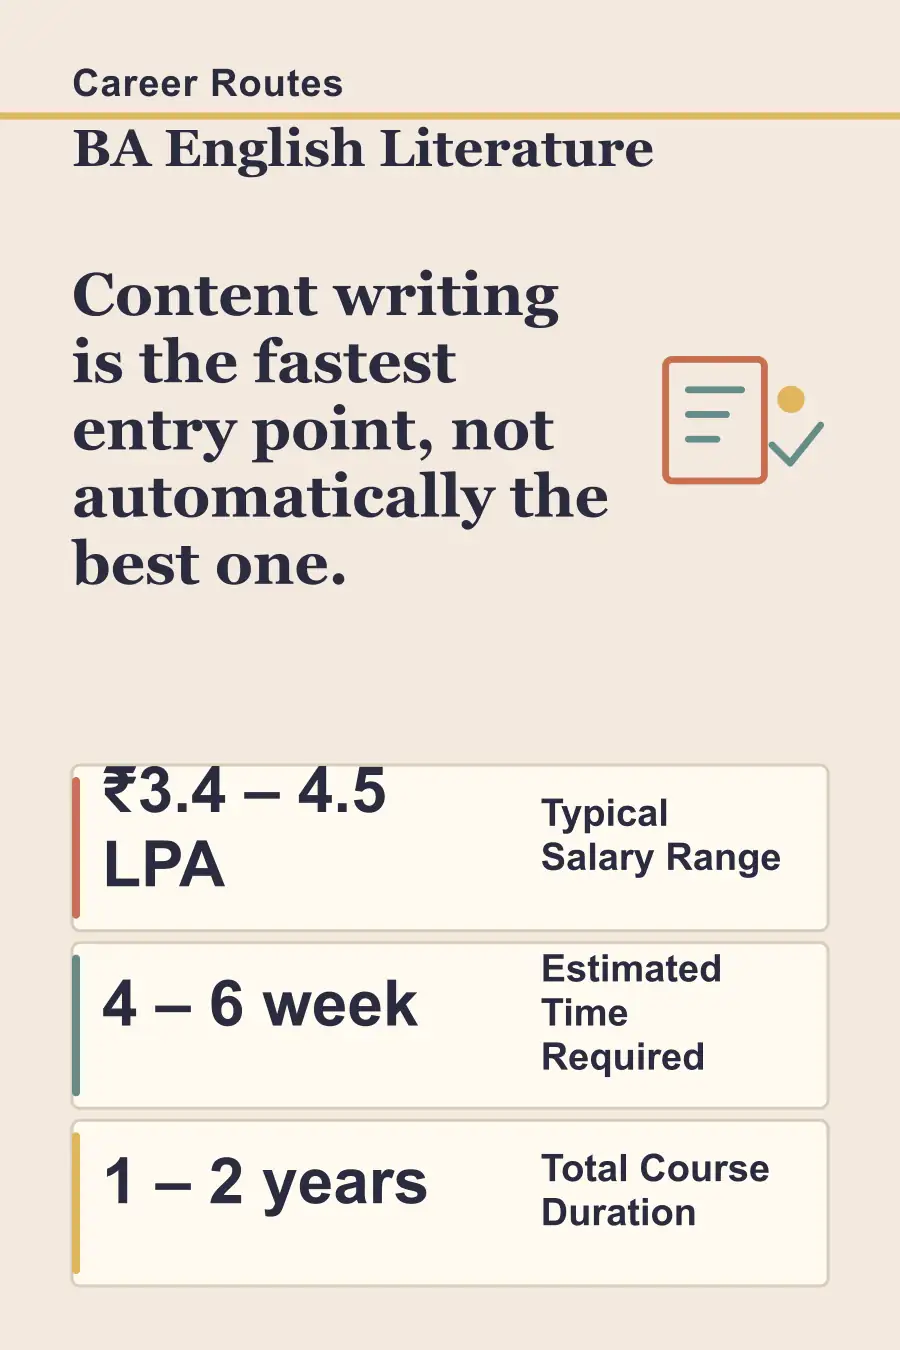 Career Routes
BA English Literature
Content writing
is the fastest
entry point, not
automatically the
best one.
₹3.4 – 4.5
LPA
Typical
Salary Range
4 – 6 week
Estimated
Time
Required
1 – 2 years
Total Course
Duration